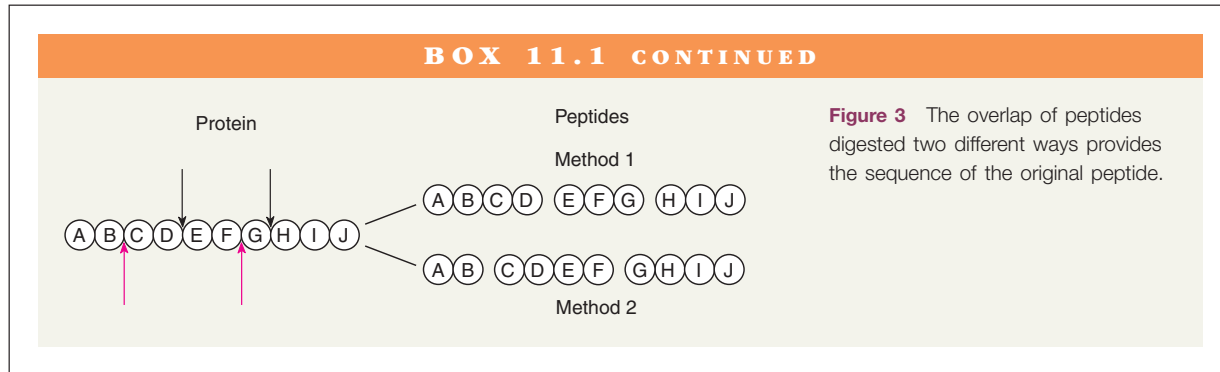 BOX 11.1 CONTINUED
Protein
Peptides
Method 1
A B C D E F G H I J
A B C D E F G H I J
A B C D E F G H I J
Method 2
Figure 3 The overlap of peptides
digested two different ways provides
the sequence of the original peptide.